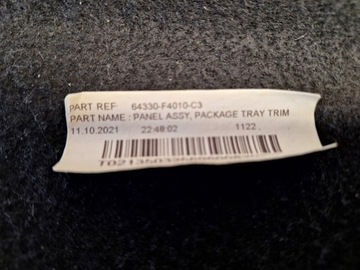 PART REF 64330-F4010-C3
PART NAME : PANEL ASSY, PACKAGE TRAY TRIM
11.10.2021 22:48:02 1122